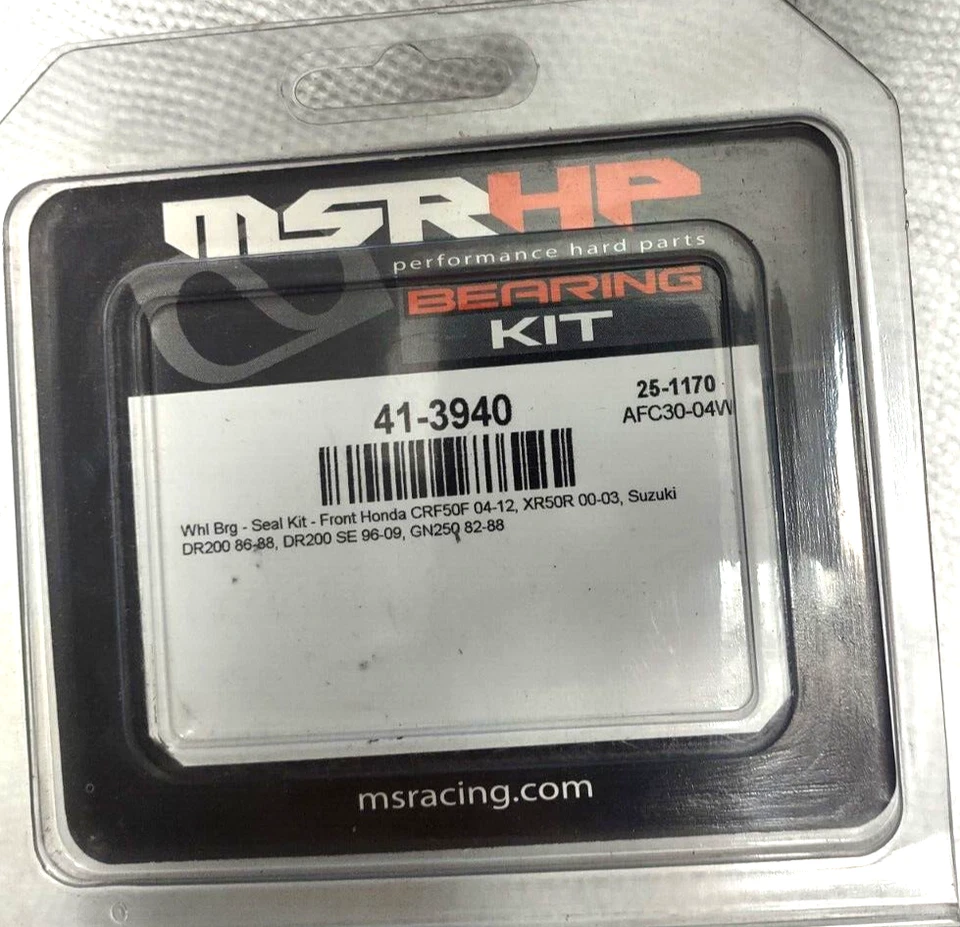 MSRHP
performance hard parts
BEARING
KIT
25-1170
41-3940
AFC30-04W
Whl Brg - Seal Kit - Front Honda CRF50F 04-12, XR50R 00-03, Suzuki
DR200 86-88, DR200 SE 96-09, GN250 82-88
msracing.com